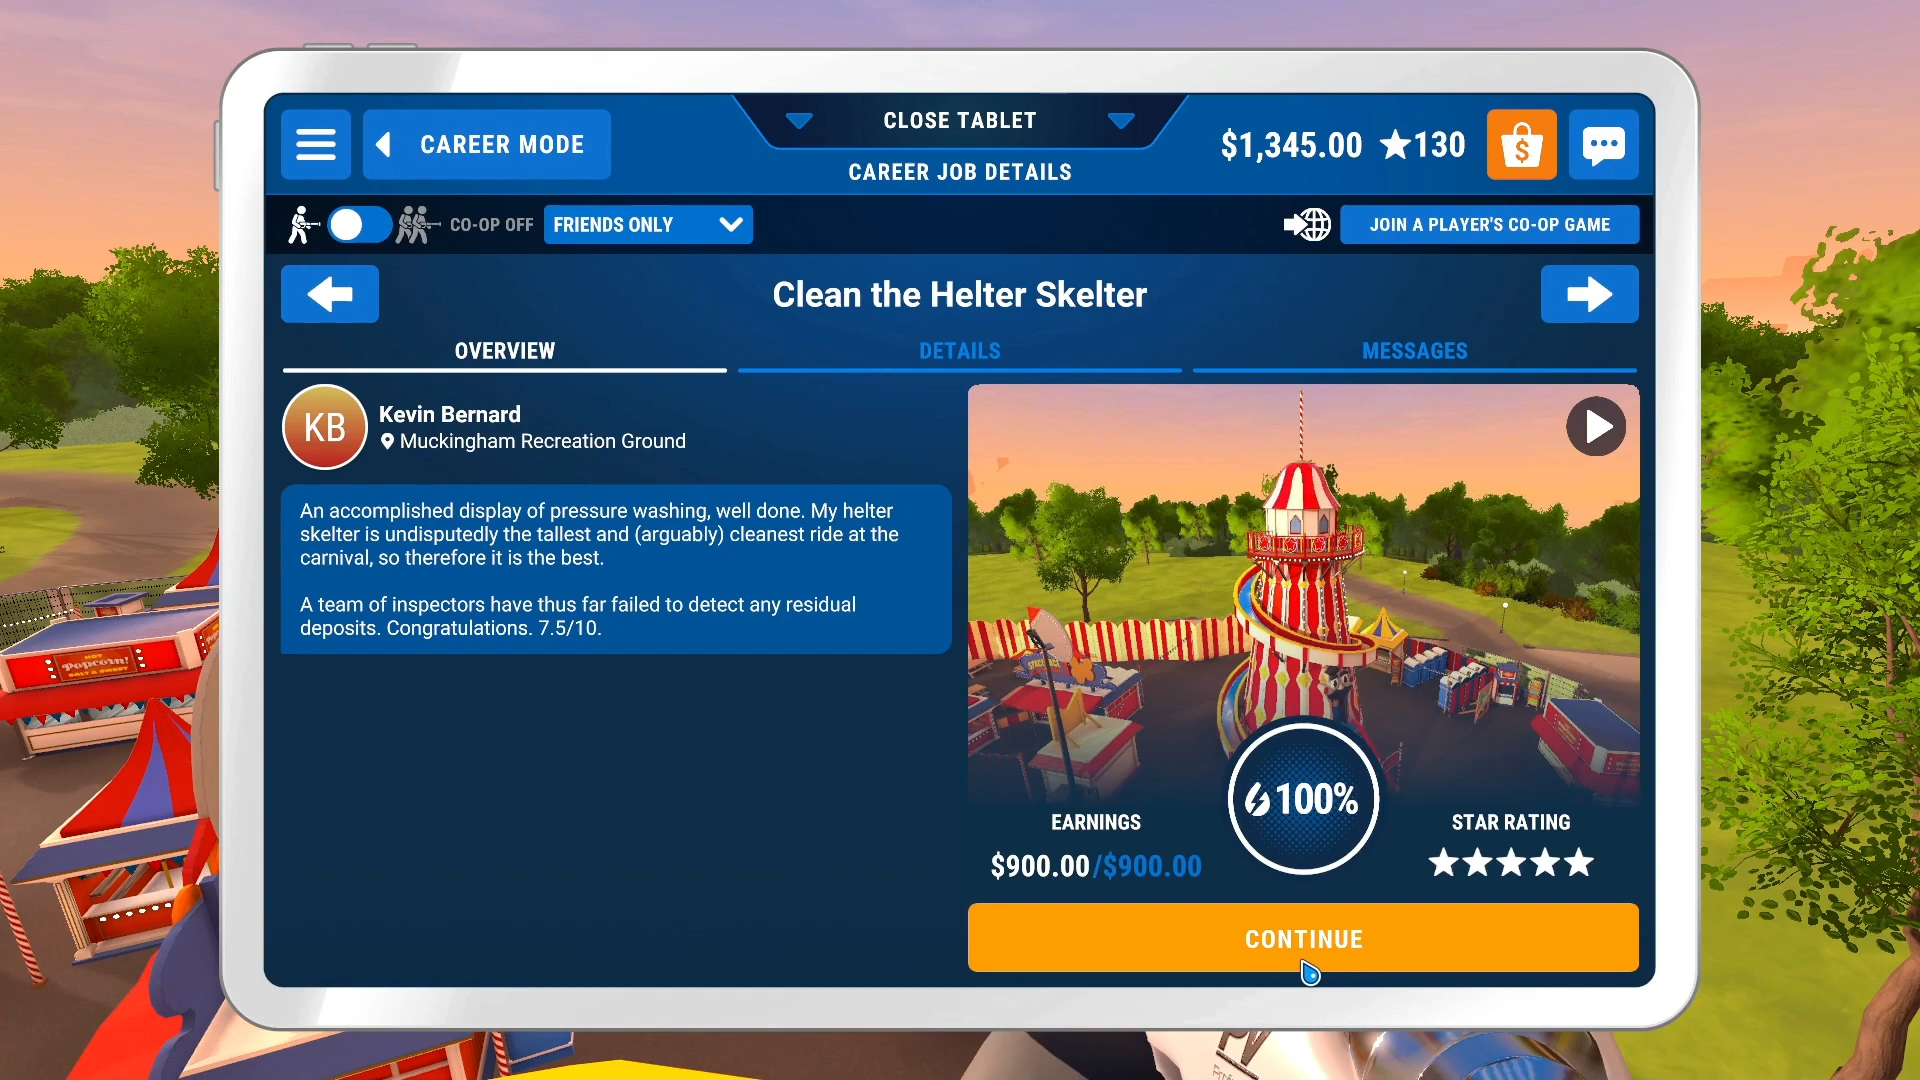 CLOSE TABLET
CAREER MODE
$1,345.00 ★130
$
CAREER JOB DETAILS
CO-OP OFF
FRIENDS ONLY
JOIN A PLAYER'S CO-OP GAME
Clean the Helter Skelter
OVERVIEW
DETAILS
MESSAGES
KB
Kevin Bernard
Muckingham Recreation Ground
An accomplished display of pressure washing, well done. My helter
skelter is undisputedly the tallest and (arguably) cleanest ride at the
carnival, so therefore it is the best.
A team of inspectors have thus far failed to detect any residual
deposits. Congratulations. 7.5/10.
HOT
Popcorn!
SALT & SWEET
100%
EARNINGS
$900.00/$900.00
STAR RATING
★★★★★
CONTINUE
PW